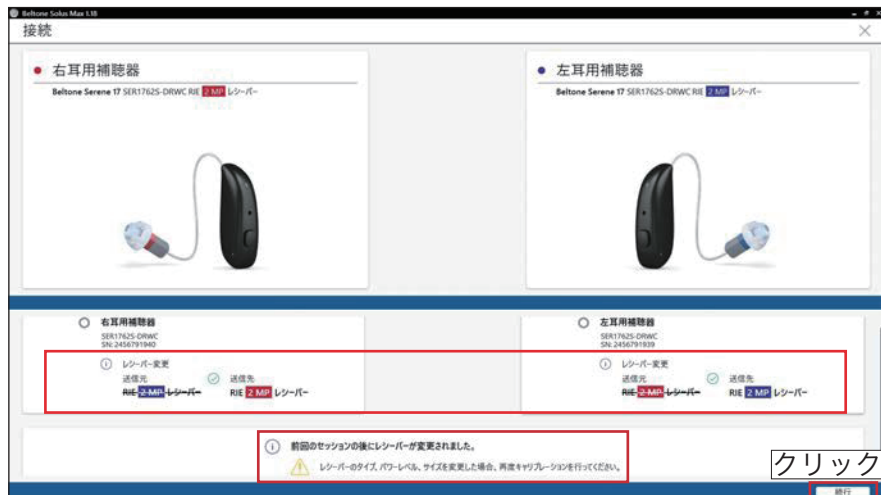 Beltone Solus Max 1.18
接続
右耳用補聴器
Beltone Serene 17 SER1762S-DRWC RIE 2 MP レシーバー
左耳用補聴器
Beltone Serene 17 SER1762S-DRWC RIE 2 MP レシーバー
右耳用補聴器
SER1762S-DRWC
SN: 2456791940
レシーバー変更
送信元
送信先
RIE 2 MP レシーバー
RIE 2 MP レシーバー
左耳用補聴器
SER1762S-DRWC
SN: 2456791939
レシーバー変更
送信元
送信先
RIE 2 MP レシーバー
RIE 2 MP レシーバー
前回のセッションの後にレシーバーが変更されました。
レシーバーのタイプ、パワーレベル、サイズを変更した場合、再度キャリブレーションを行ってください。
クリック
続行